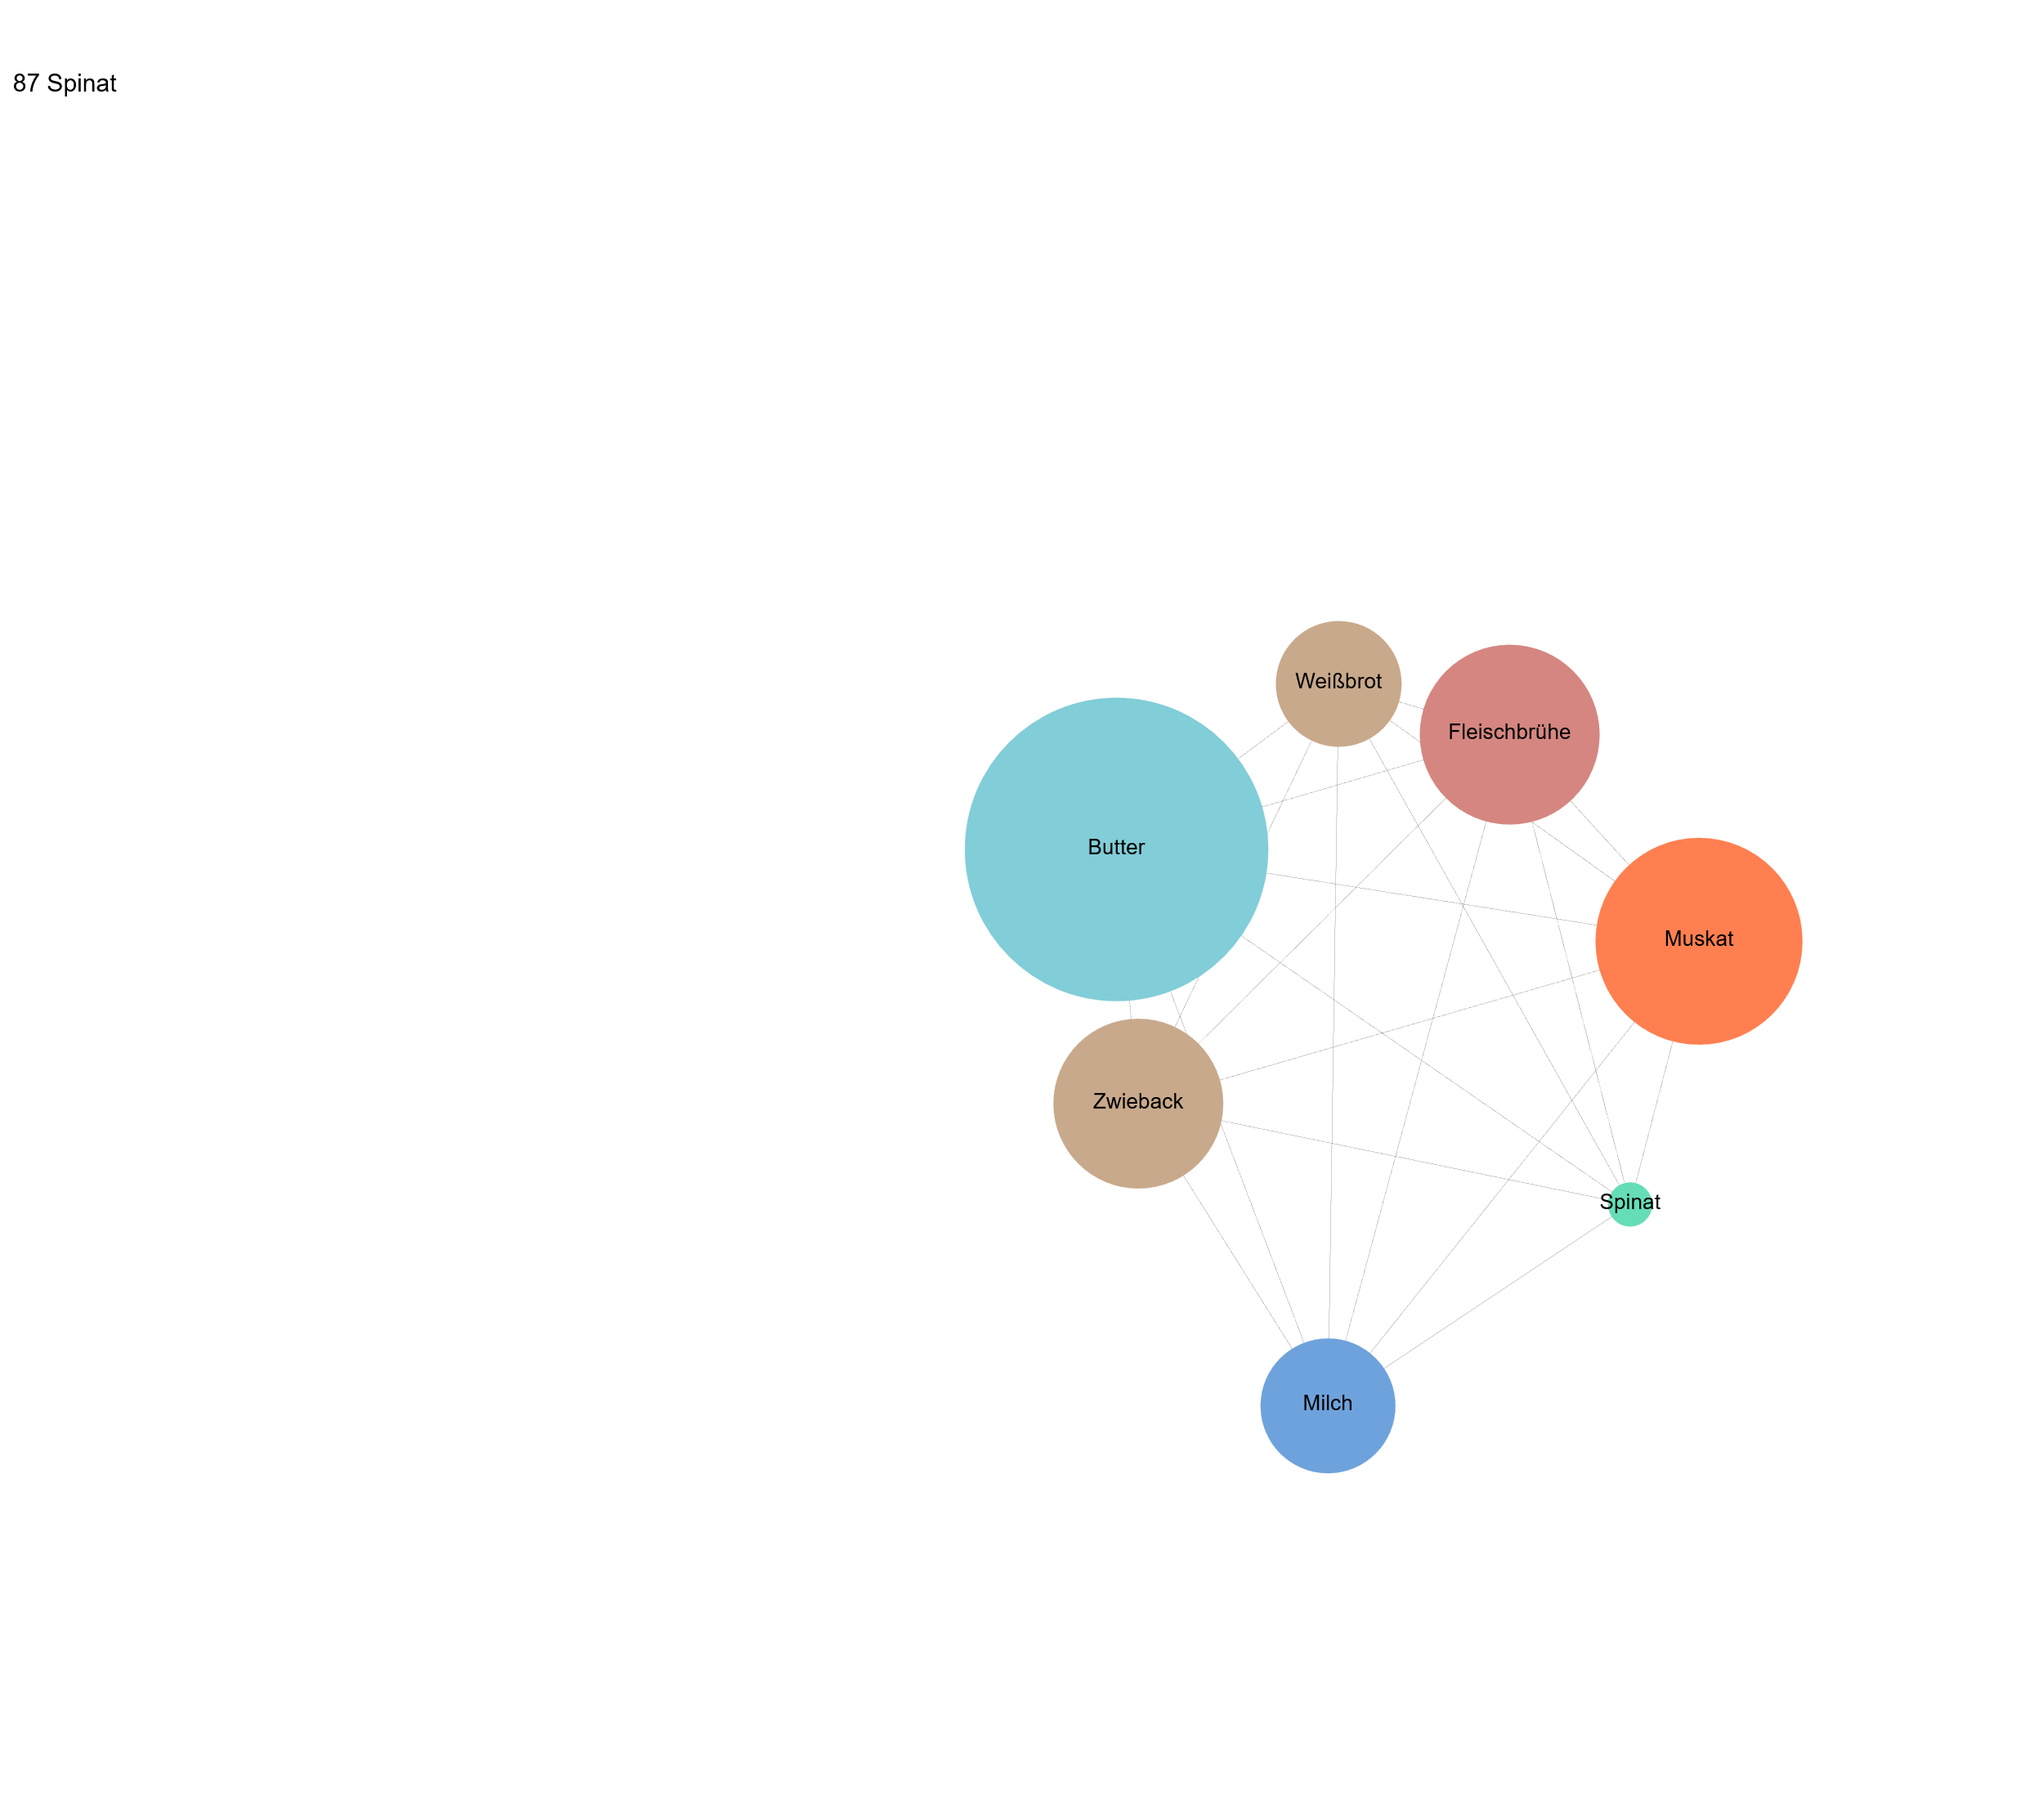 87 Spinat
Weißbrot
Fleischbrühe
Butter
Muskat
Zwieback
Spinat
Milch